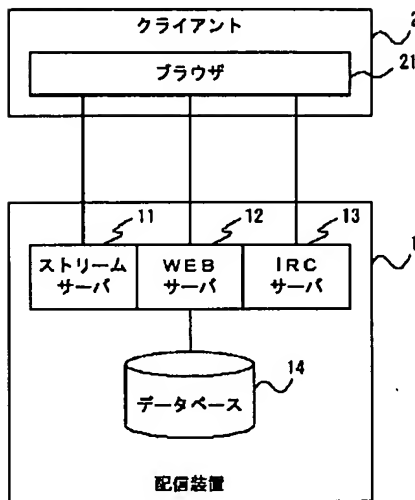 クライアント
2
ブラウザ
21
11
12
13
1
ストリーム
サーバ
WEB
サーバ
IRC
サーバ
データベース
14
配信装置